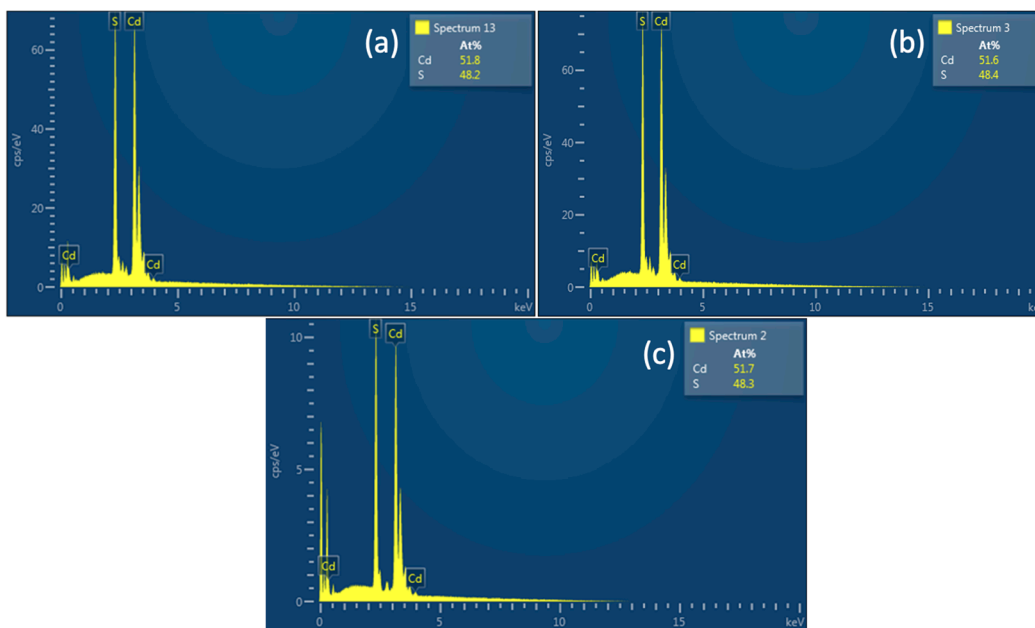 S Cd
(a)
Spectrum 13
At%
Cd 51.8
S 48.2
60
40
20
0
cps/eV
Cd
Cd
0 5 10 15 keV
S Cd
(b)
Spectrum 3
At%
Cd 51.6
S 48.4
60
40
20
0
cps/eV
Cd
Cd
0 5 10 15
S Cd
(c)
Spectrum 2
At%
Cd 51.7
S 48.3
10
5
0
cps/eV
Cd
Cd
0 5 10 15 keV